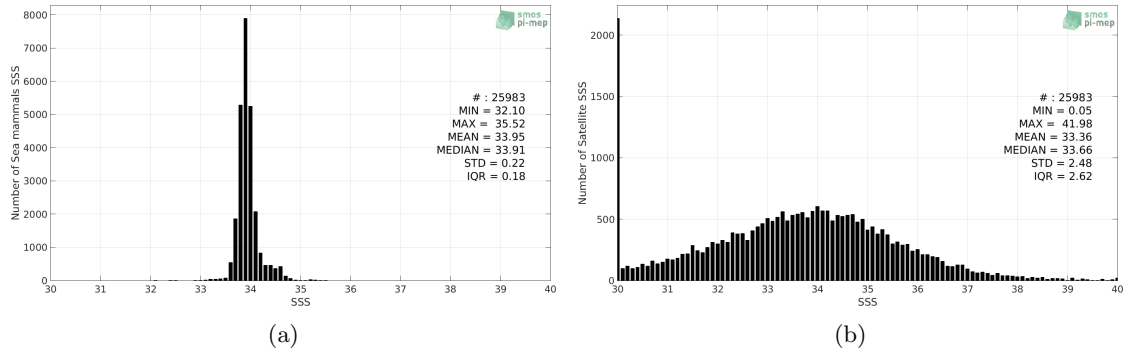 smos
pi-mep
Number of Sea mammals SSS
8000
7000
6000
5000
4000
3000
2000
1000
0
# : 25983
MIN = 32.10
MAX = 35.52
MEAN = 33.95
MEDIAN = 33.91
STD = 0.22
IQR = 0.18
30 31 32 33 34 35 36 37 38 39 40
SSS
(a)
smos
pi-mep
Number of Satellite SSS
2000
1500
1000
500
0
# : 25983
MIN = 0.05
MAX = 41.98
MEAN = 33.36
MEDIAN = 33.66
STD = 2.48
IQR = 2.62
30 31 32 33 34 35 36 37 38 39 40
SSS
(b)